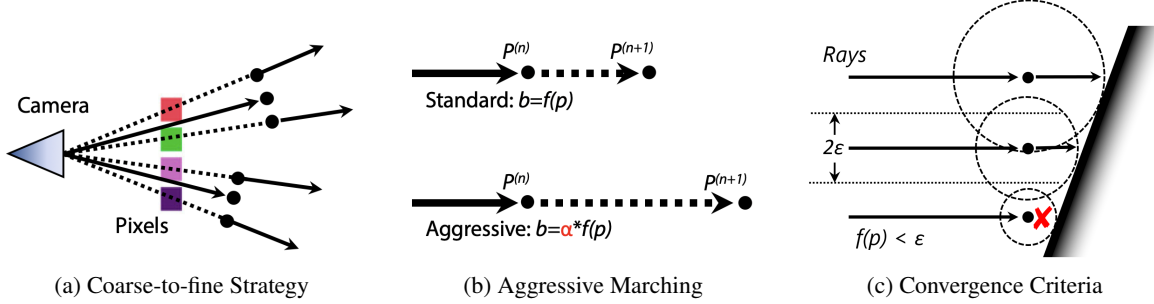 Camera
Pixels
(a) Coarse-to-fine Strategy
P(n)
P(n+1)
Standard: b=f(p)
P(n)
P(n+1)
Aggressive: b=α*f(p)
(b) Aggressive Marching
Rays
2ε
f(p) < ε
(c) Convergence Criteria